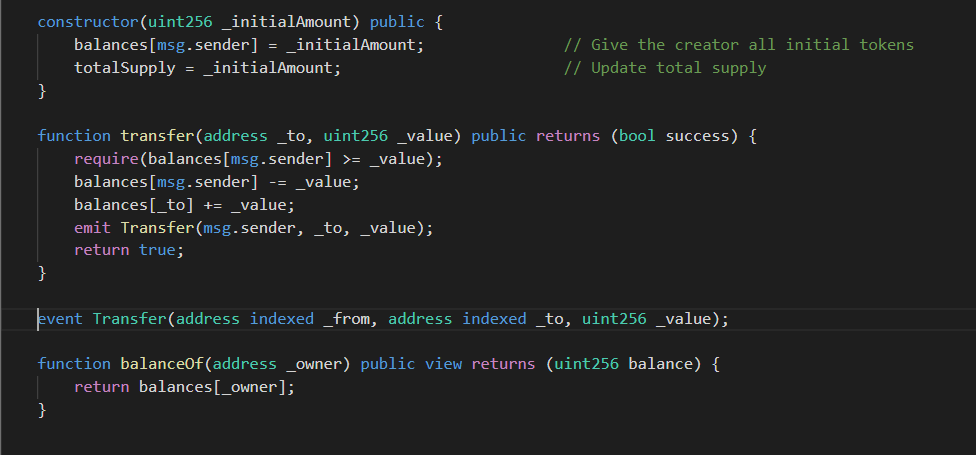 constructor(uint256 _initialAmount) public {
balances[msg.sender] = _initialAmount; // Give the creator all initial tokens
totalSupply = _initialAmount; // Update total supply
}
function transfer(address _to, uint256 _value) public returns (bool success) {
require(balances[msg.sender] >= _value);
balances[msg.sender] -= _value;
balances[_to] += _value;
emit Transfer(msg.sender, _to, _value);
return true;
}
event Transfer(address indexed _from, address indexed _to, uint256 _value);
function balanceOf(address _owner) public view returns (uint256 balance) {
return balances[_owner];
}